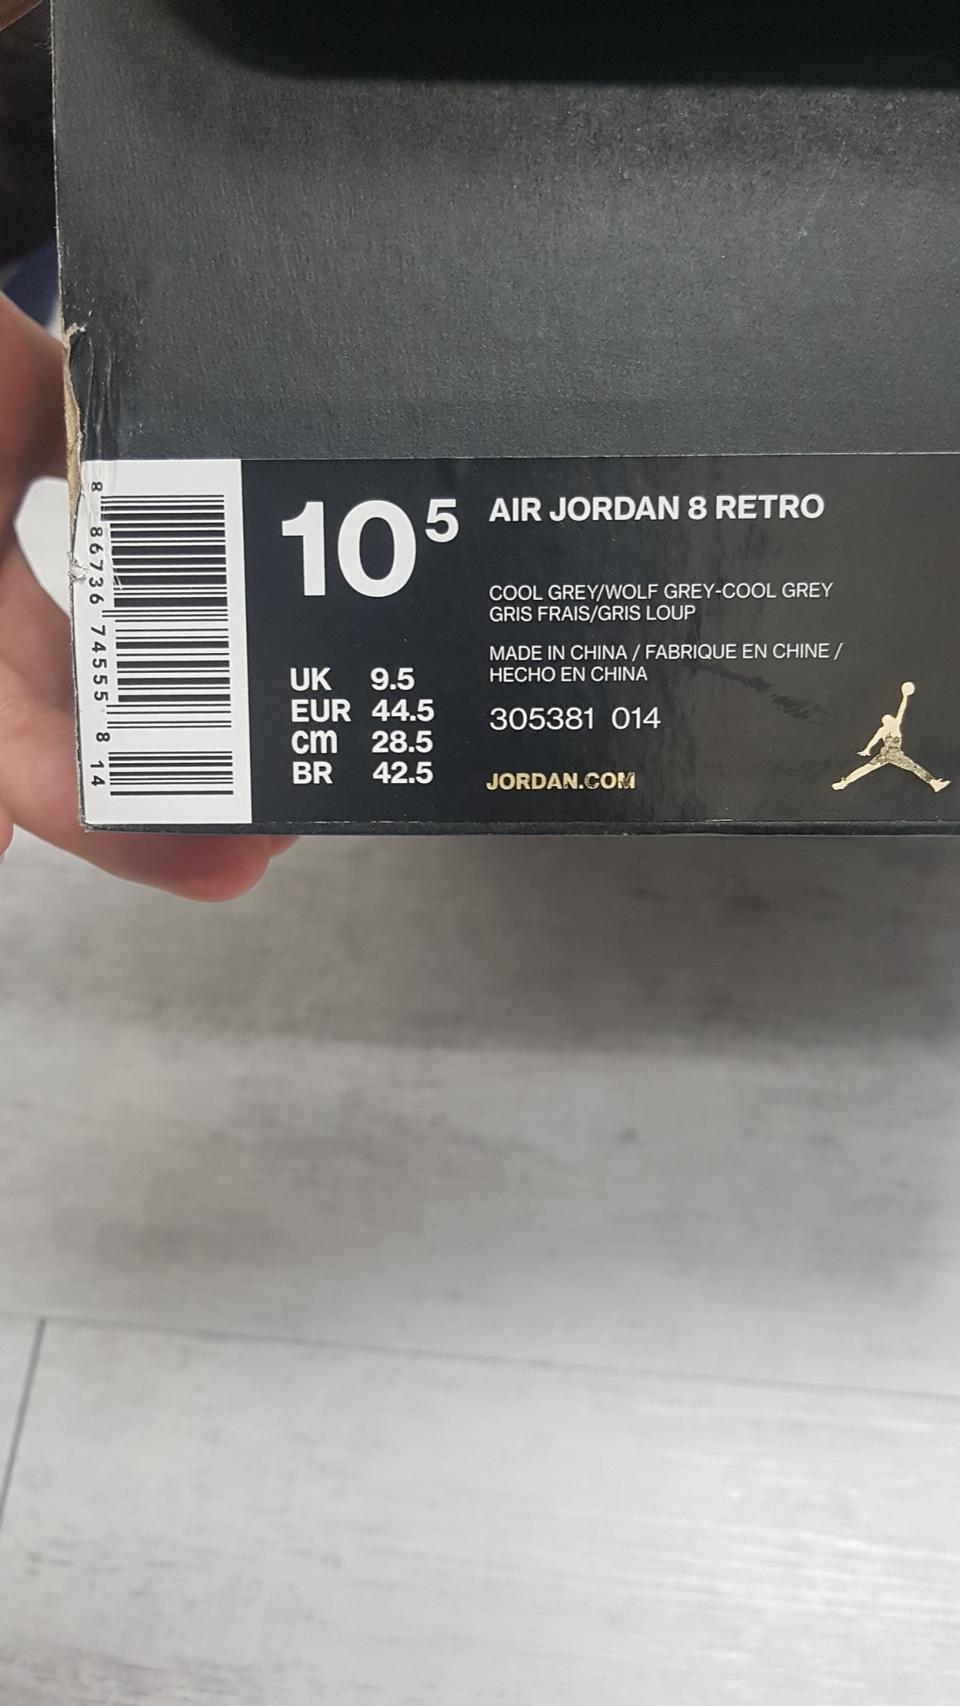 8 86736 74555 8 14
10 5
AIR JORDAN 8 RETRO
COOL GREY/WOLF GREY-COOL GREY
GRIS FRAIS/GRIS LOUP
MADE IN CHINA / FABRIQUE EN CHINE /
HECHO EN CHINA
305381 014
JORDAN.COM
UK 9.5
EUR 44.5
cm 28.5
BR 42.5